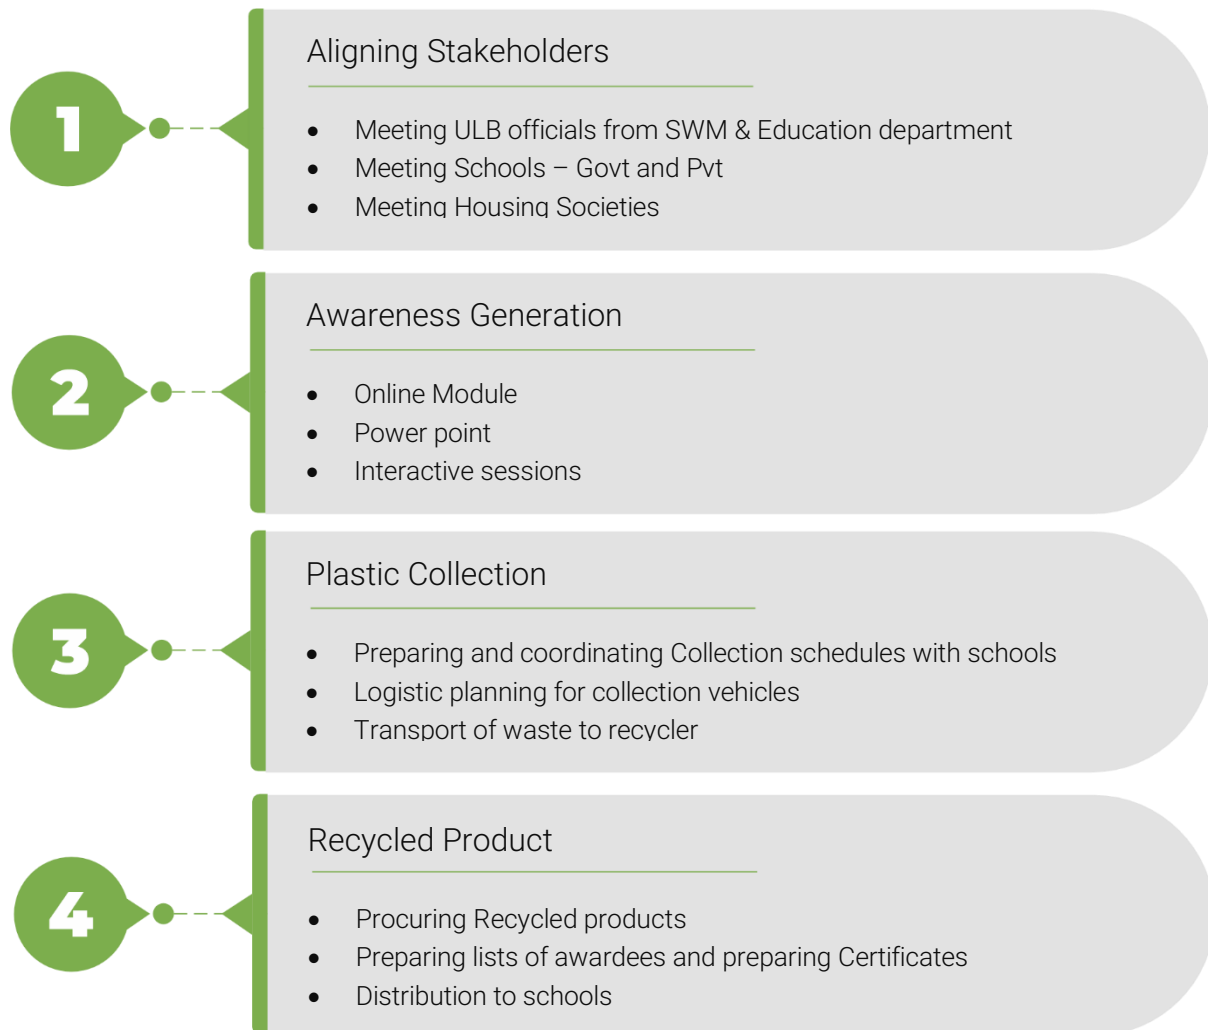 1
Aligning Stakeholders
• Meeting ULB officials from SWM & Education department
• Meeting Schools – Govt and Pvt
• Meeting Housing Societies
2
Awareness Generation
• Online Module
• Power point
• Interactive sessions
3
Plastic Collection
• Preparing and coordinating Collection schedules with schools
• Logistic planning for collection vehicles
• Transport of waste to recycler
4
Recycled Product
• Procuring Recycled products
• Preparing lists of awardees and preparing Certificates
• Distribution to schools